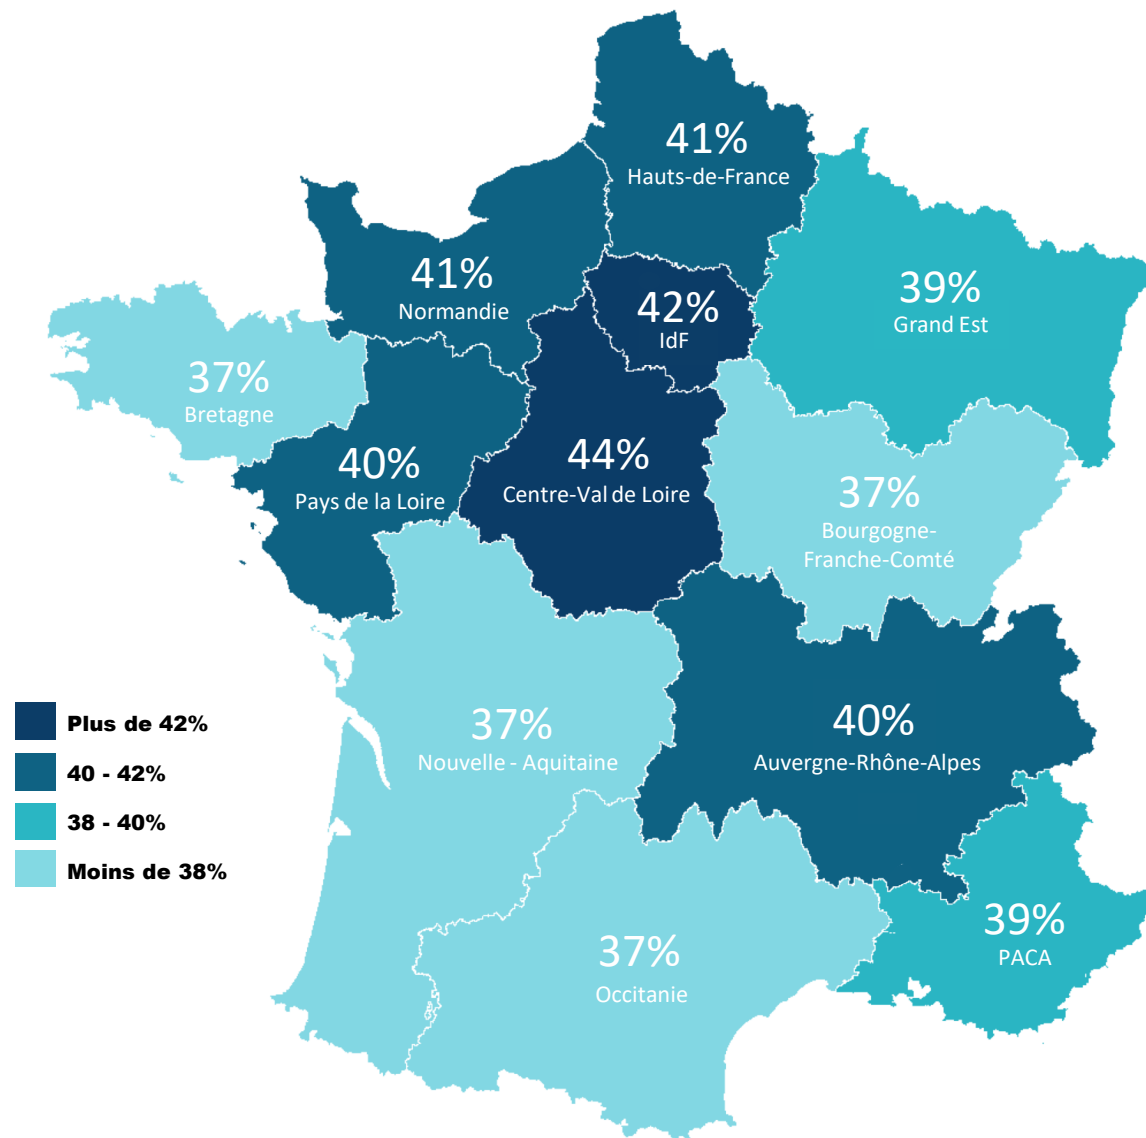 41%
Hauts-de-France
41%
Normandie
42%
IdF
39%
Grand Est
37%
Bretagne
40%
Pays de la Loire
44%
Centre-Val de Loire
37%
Bourgogne-
Franche-Comté
37%
Nouvelle - Aquitaine
40%
Auvergne-Rhône-Alpes
39%
PACA
37%
Occitanie
Plus de 42%
40 - 42%
38 - 40%
Moins de 38%